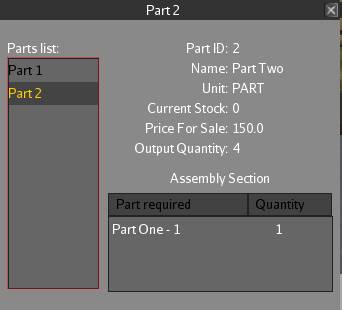 Part 2
Parts list:
Part 1
Part 2
Part ID: 2
Name: Part Two
Unit: PART
Current Stock: 0
Price For Sale: 150.0
Output Quantity: 4
Assembly Section
Part required Quantity
Part One - 1 1